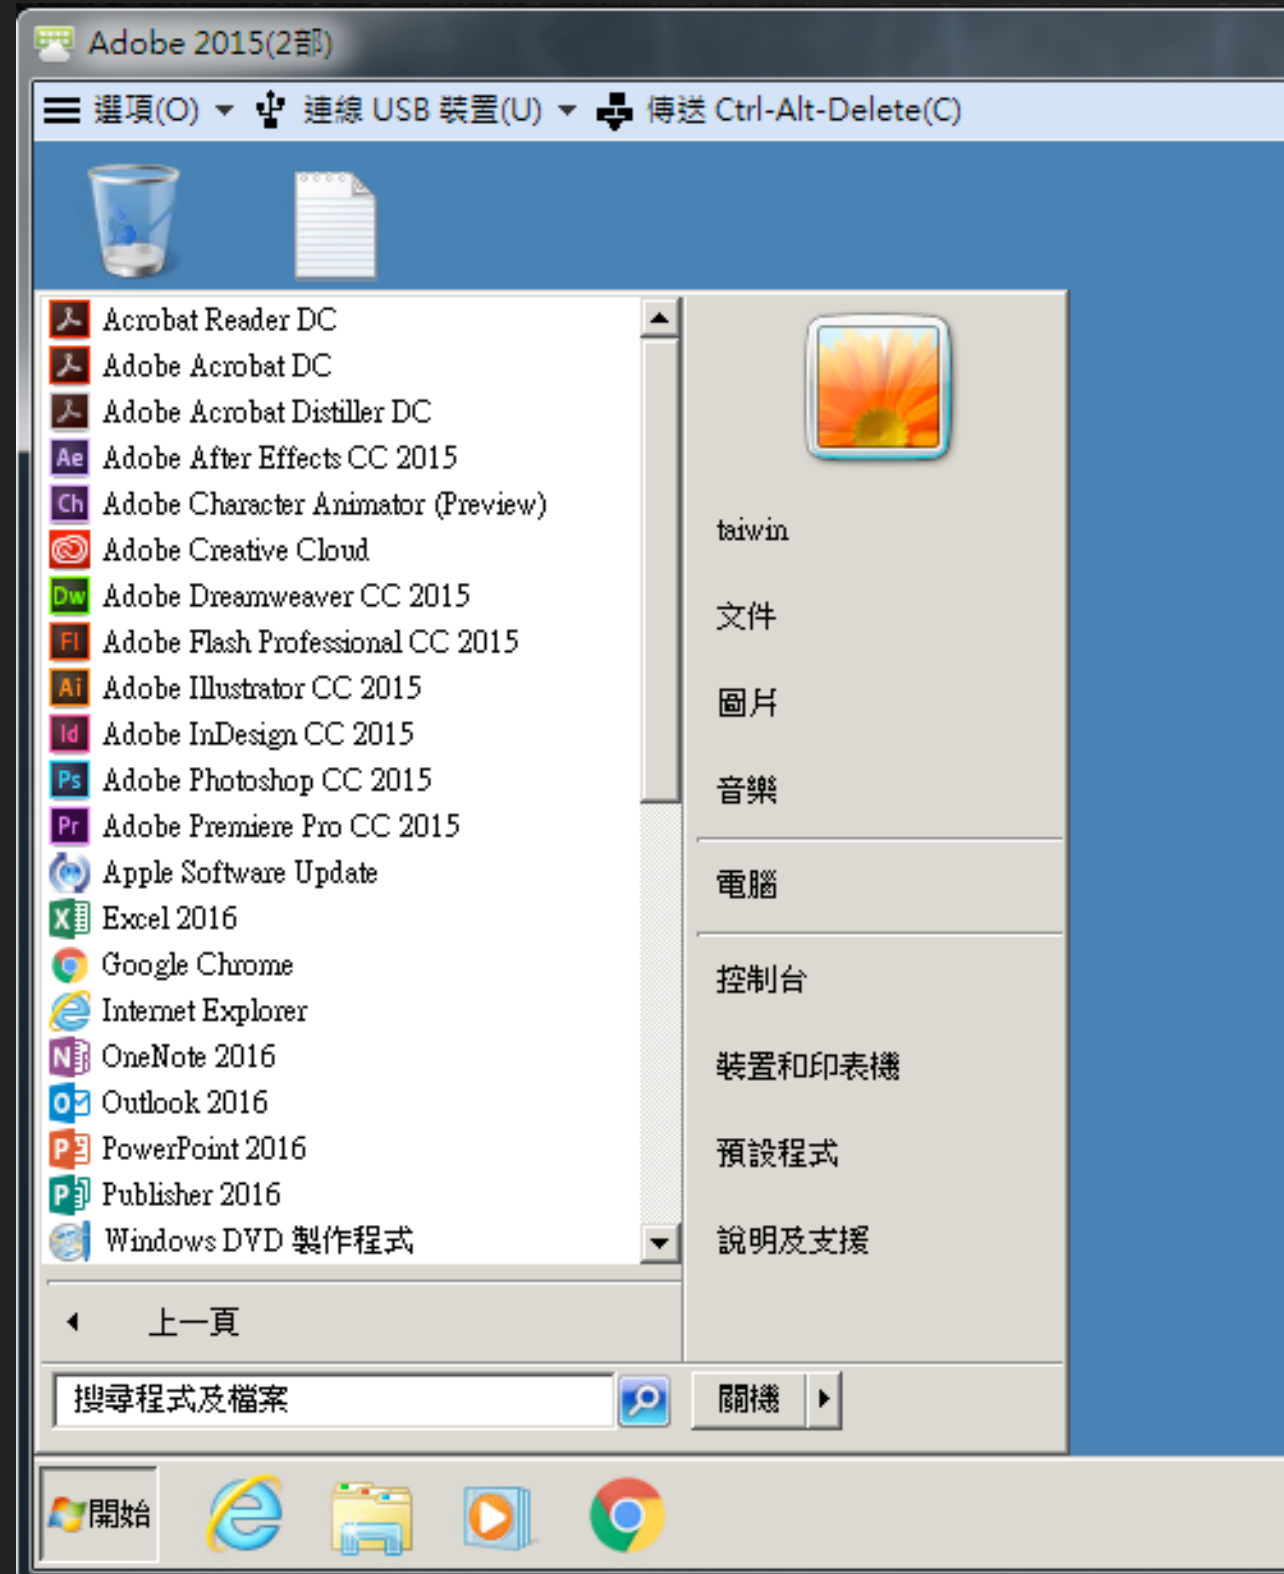 Adobe 2015(2部)
選項(O) 連線 USB 裝置(U) 傳送 Ctrl-Alt-Delete(C)
Acrobat Reader DC
Adobe Acrobat DC
Adobe Acrobat Distiller DC
Ae Adobe After Effects CC 2015
Ch Adobe Character Animator (Preview)
Adobe Creative Cloud
Dw Adobe Dreamweaver CC 2015
Fl Adobe Flash Professional CC 2015
Ai Adobe Illustrator CC 2015
Id Adobe InDesign CC 2015
Ps Adobe Photoshop CC 2015
Pr Adobe Premiere Pro CC 2015
Apple Software Update
X Excel 2016
Google Chrome
Internet Explorer
N OneNote 2016
O Outlook 2016
P PowerPoint 2016
P Publisher 2016
Windows DVD 製作程式
上一頁
搜尋程式及檔案
taiwin
文件
圖片
音樂
電腦
控制台
裝置和印表機
預設程式
說明及支援
關機
開始